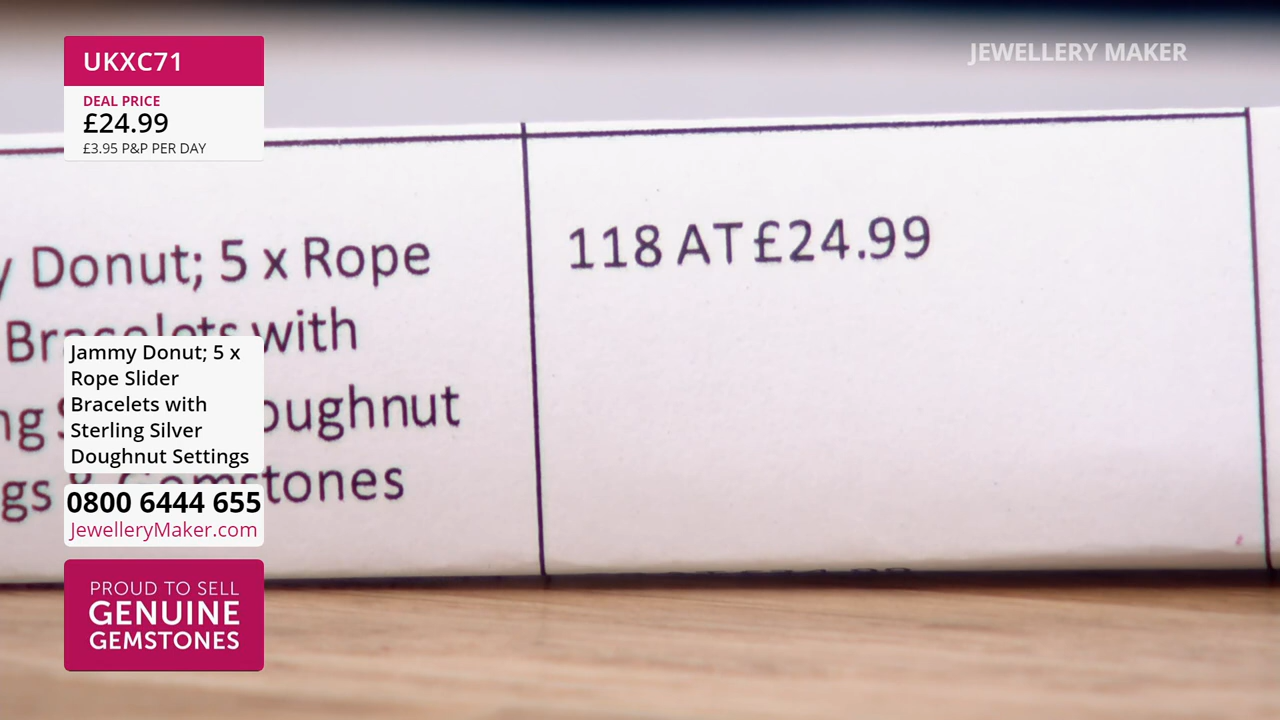 UKXC71
DEAL PRICE
£24.99
£3.95 P&P PER DAY
JEWELLERY MAKER
Donut; 5 x Rope
with
118 AT £24.99
Jammy Donut; 5 x
Rope Slider
Bracelets with
Sterling Silver
Doughnut Settings
0800 6444 655
JewelleryMaker.com
PROUD TO SELL
GENUINE
GEMSTONES